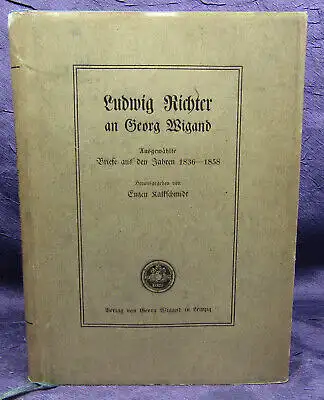 Ludwig Richter
an Georg Wigand
Ausgewählte
Briefe aus den Jahren 1836—1858
Herausgegeben von
Eugen Kalkschmidt
Verlag von Georg Wigand in Leipzig